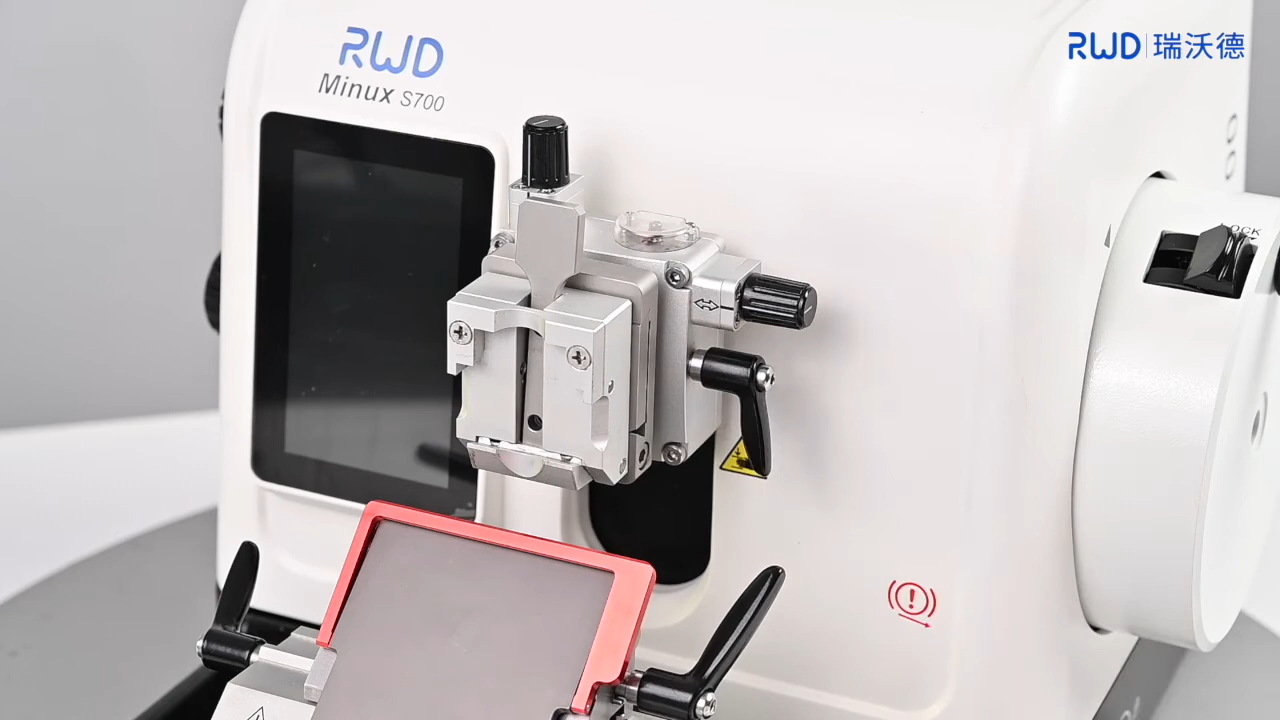 RWD
Minux S700
RWD 瑞沃德
LOCK